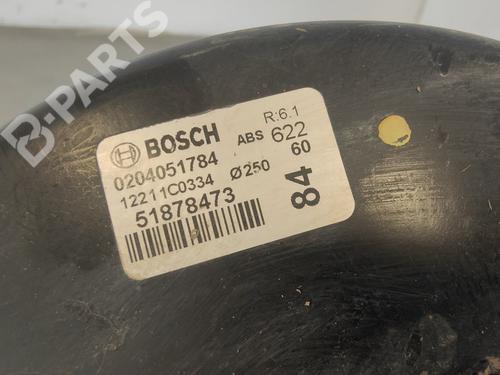 B-PARTS
BOSCH
R:6.1
ABS 622
0204051784
Ø250 60
12211C0334
51878473
84